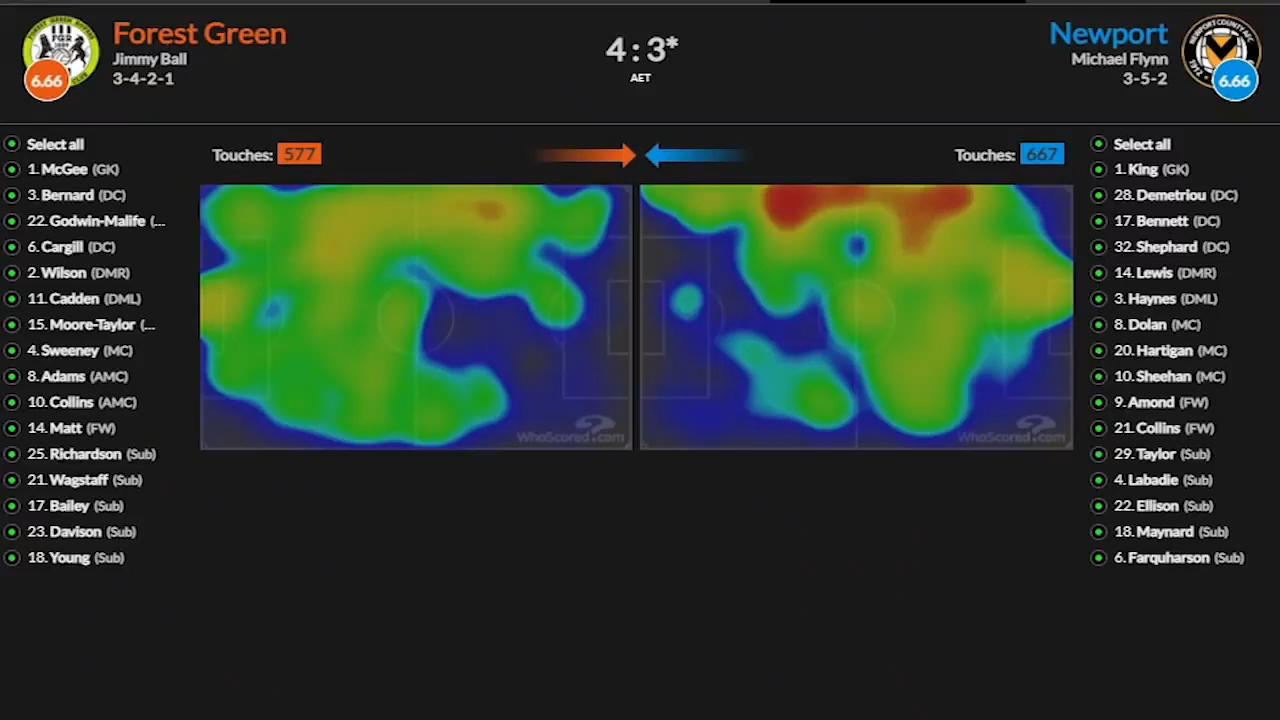 Forest Green
Jimmy Ball
3-4-2-1
6.66
4 : 3*
AET
Newport
Michael Flynn
3-5-2
6.66
Select all
1. McGee (GK)
3. Bernard (DC)
22. Godwin-Malife (...
6. Cargill (DC)
2. Wilson (DMR)
11. Cadden (DML)
15. Moore-Taylor (...
4. Sweeney (MC)
8. Adams (AMC)
10. Collins (AMC)
14. Matt (FW)
25. Richardson (Sub)
21. Wagstaff (Sub)
17. Bailey (Sub)
23. Davison (Sub)
18. Young (Sub)
Touches: 577
WhoScored.com
Touches: 667
WhoScored.com
Select all
1. King (GK)
28. Demetriou (DC)
17. Bennett (DC)
32. Shephard (DC)
14. Lewis (DMR)
3. Haynes (DML)
8. Dolan (MC)
20. Hartigan (MC)
10. Sheehan (MC)
9. Amond (FW)
21. Collins (FW)
29. Taylor (Sub)
4. Labadie (Sub)
22. Ellison (Sub)
18. Maynard (Sub)
6. Farquharson (Sub)